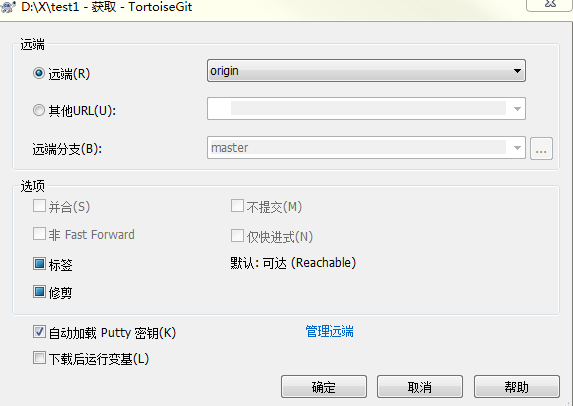 D:\X\test1 - 获取 - TortoiseGit
远端
远端(R)
origin
其他URL(U):
远端分支(B):
master
...
选项
并合(S)
不提交(M)
非 Fast Forward
仅快进式(N)
标签
默认: 可达 (Reachable)
修剪
自动加载 Putty 密钥(K)
管理远端
下载后运行变基(L)
确定
取消
帮助